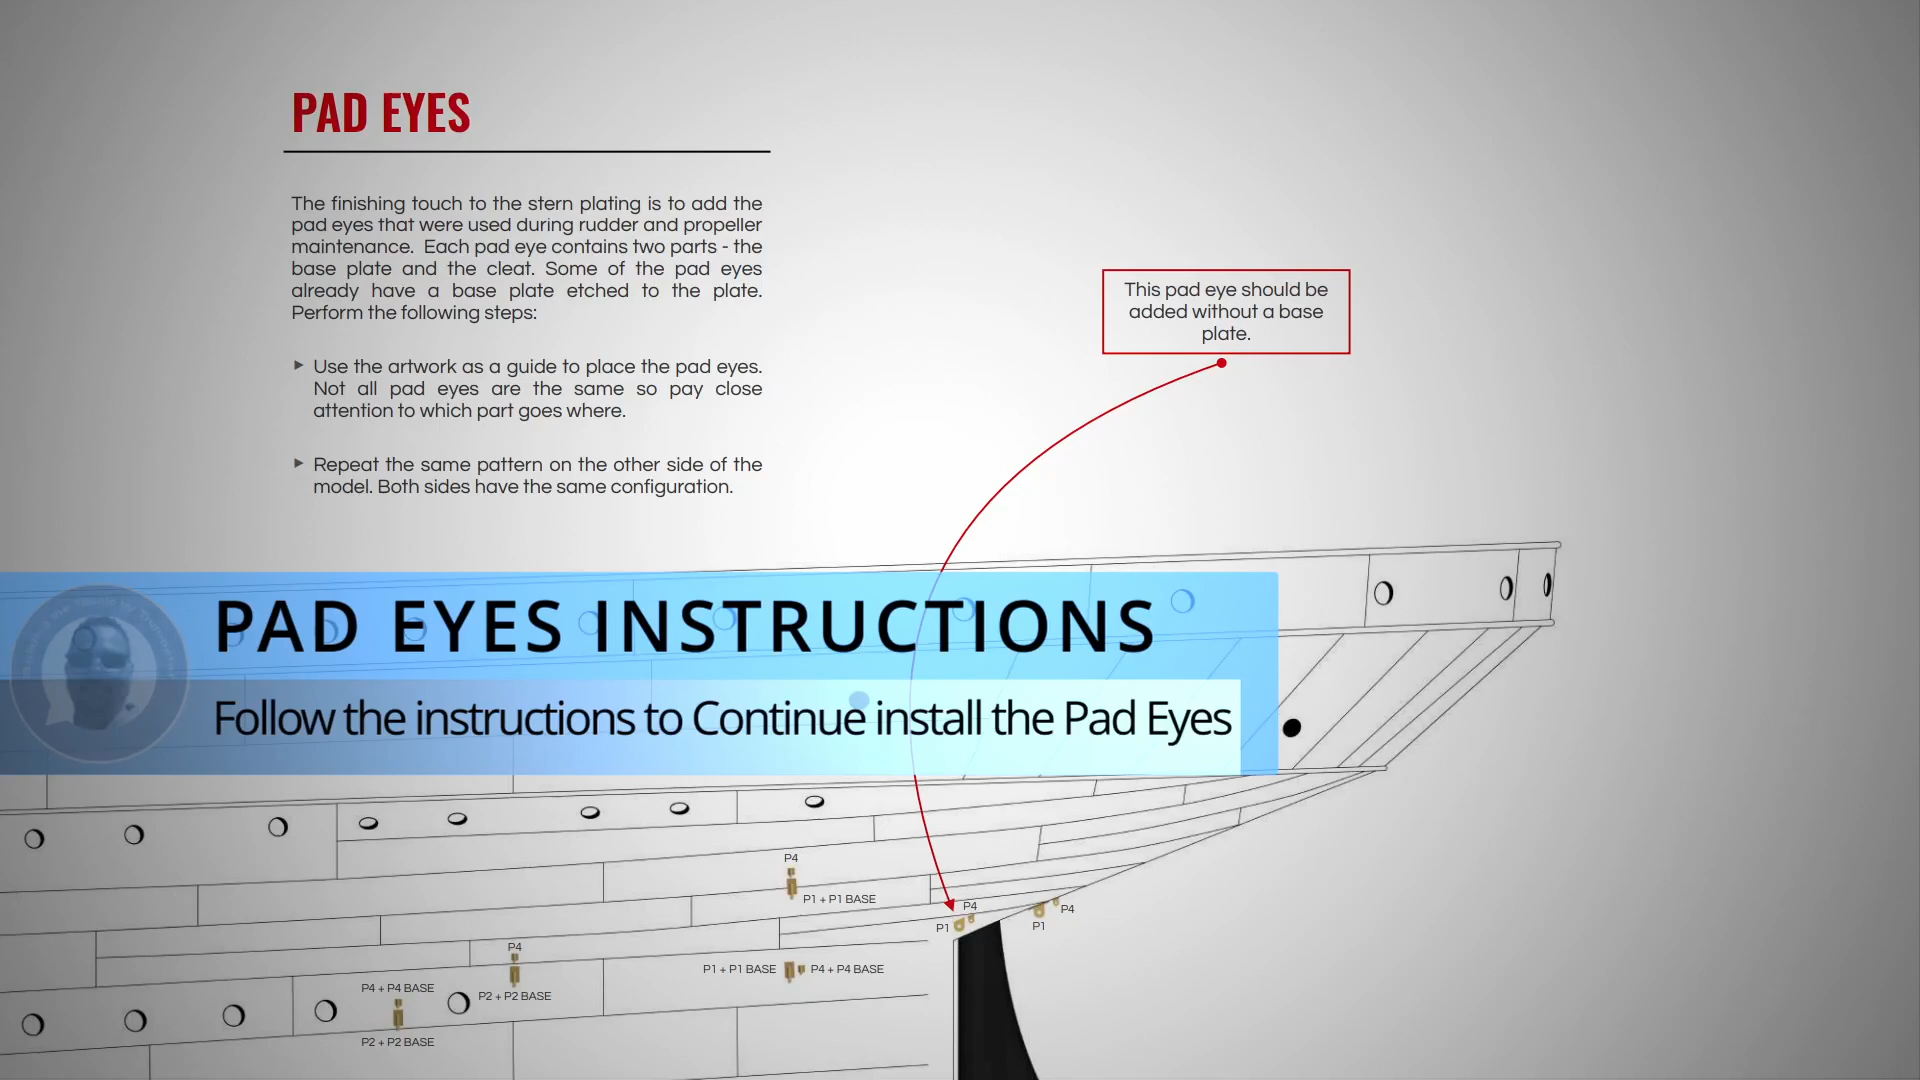 PAD EYES
The finishing touch to the stern plating is to add the
pad eyes that were used during rudder and propeller
maintenance. Each pad eye contains two parts - the
base plate and the cleat. Some of the pad eyes
already have a base plate etched to the plate.
Perform the following steps:
Use the artwork as a guide to place the pad eyes.
Not all pad eyes are the same so pay close
attention to which part goes where.
Repeat the same pattern on the other side of the
model. Both sides have the same configuration.
This pad eye should be
added without a base
plate.
PAD EYES INSTRUCTIONS
Follow the instructions to Continue install the Pad Eyes
P4
P1 + P1 BASE
P4
P1
P4
P1
P4
P2 + P2 BASE
P1 + P1 BASE
P4 + P4 BASE
P4 + P4 BASE
P2 + P2 BASE